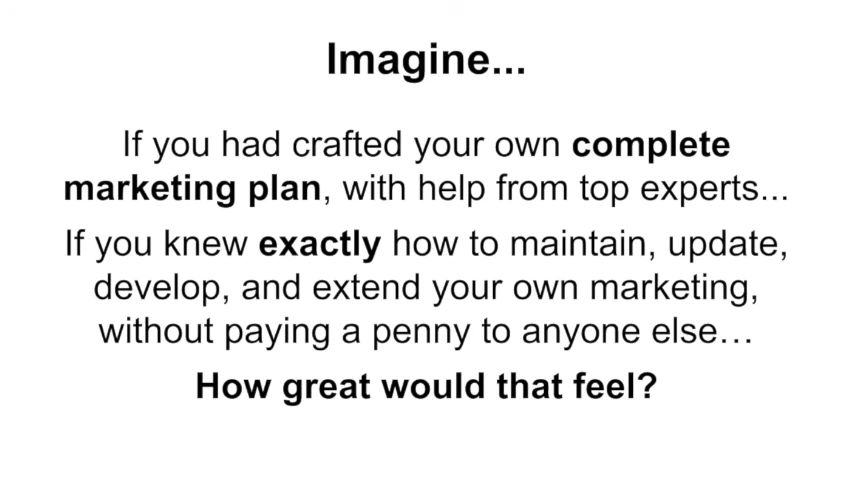 Imagine...
If you had crafted your own complete
marketing plan, with help from top experts...
If you knew exactly how to maintain, update,
develop, and extend your own marketing,
without paying a penny to anyone else…
How great would that feel?